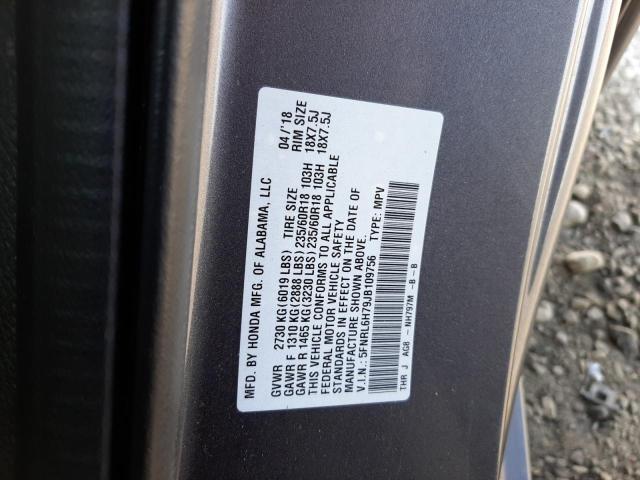 MFD. BY HONDA MFG. OF ALABAMA, LLC 04/'18
GVWR 2730 KG(6019 LBS) TIRE SIZE RIM SIZE
GAWR F 1310 KG(2888 LBS)235/60R18 103H 18X7.5J
GAWR R 1465 KG(3230 LBS)235/60R18 103H 18X7.5J
THIS VEHICLE CONFORMS TO ALL APPLICABLE
FEDERAL MOTOR VEHICLE SAFETY
STANDARDS IN EFFECT ON THE DATE OF
MANUFACTURE SHOWN ABOVE.
V.I.N.: 5FNRL6H79JB109756 TYPE: MPV
THR J AG8 - NH797M -B-B